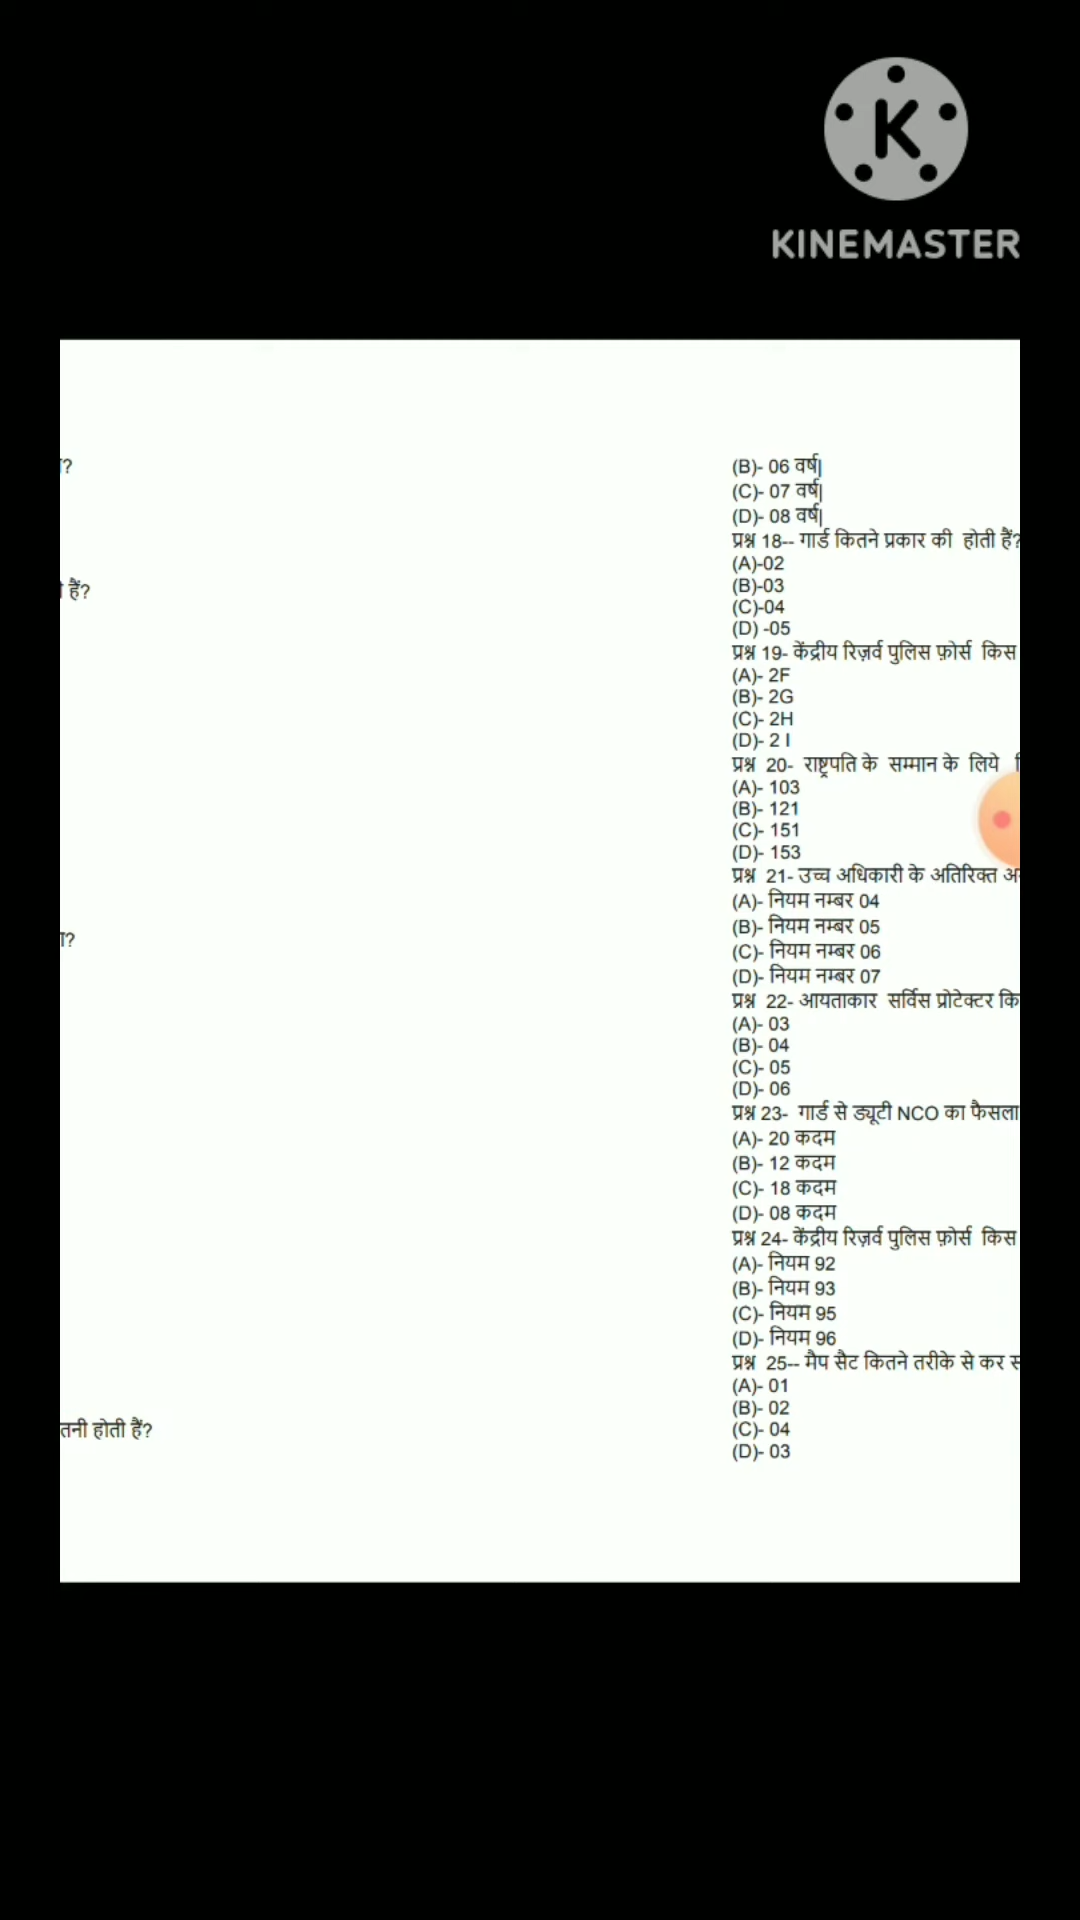 KINEMASTER
हैं?
तनी होती हैं?
(B)- 06 वर्ष|
(C)- 07 वर्ष|
(D)- 08 वर्ष|
प्रश्न 18-- गार्ड कितने प्रकार की होती हैं?
(A)-02
(B)-03
(C)-04
(D) -05
प्रश्न 19- केंद्रीय रिज़र्व पुलिस फ़ोर्स किस
(A)- 2F
(B)- 2G
(C)- 2H
(D)- 2 I
प्रश्न 20- राष्ट्रपति के सम्मान के लिये
(A)- 103
(B)- 121
(C)- 151
(D)- 153
प्रश्न 21- उच्च अधिकारी के अतिरिक्त
(A)- नियम नम्बर 04
(B)- नियम नम्बर 05
(C)- नियम नम्बर 06
(D)- नियम नम्बर 07
प्रश्न 22- आयताकार सर्विस प्रोटेक्टर कि
(A)- 03
(B)- 04
(C)- 05
(D)- 06
प्रश्न 23- गार्ड से ड्यूटी NCO का फैसला
(A)- 20 कदम
(B)- 12 कदम
(C)- 18 कदम
(D)- 08 कदम
प्रश्न 24- केंद्रीय रिज़र्व पुलिस फ़ोर्स किस
(A)- नियम 92
(B)- नियम 93
(C)- नियम 95
(D)- नियम 96
प्रश्न 25-- मैप सैट कितने तरीके से कर
(A)- 01
(B)- 02
(C)- 04
(D)- 03